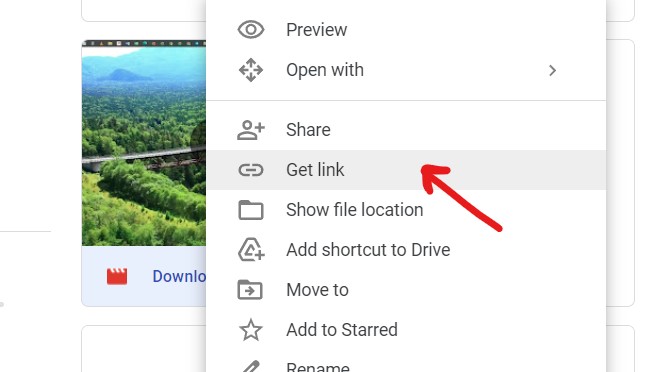 Preview
Open with
Share
Get link
Show file location
Add shortcut to Drive
Move to
Add to Starred
Downlo
Rename